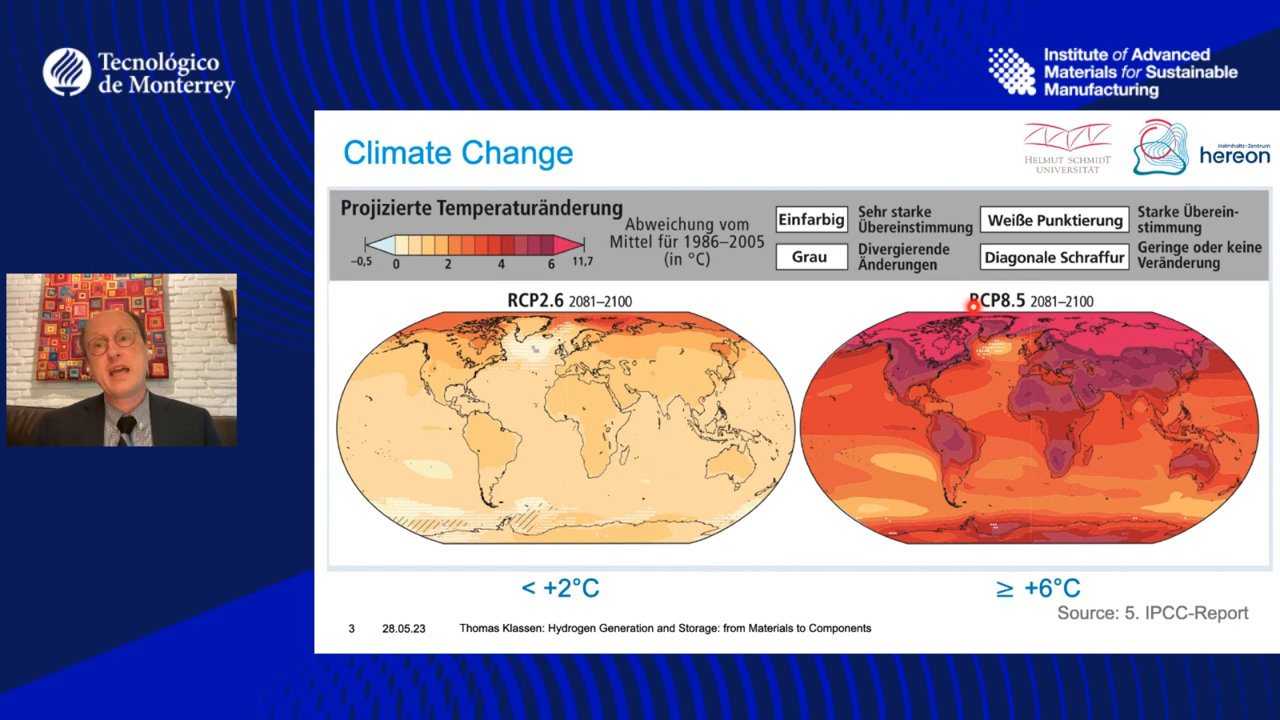 Tecnológico
de Monterrey
Institute of Advanced
Materials for Sustainable
Manufacturing
Climate Change
HELMUT SCHMIDT
UNIVERSITÄT
Helmholtz-Zentrum
hereon
Projizierte Temperaturänderung
Abweichung vom
Mittel für 1986–2005
(in °C)
–0,5 0 2 4 6 11,7
Einfarbig
Sehr starke
Übereinstimmung
Grau
Divergierende
Änderungen
Weiße Punktierung
Starke Überein-
stimmung
Diagonale Schraffur
Geringe oder keine
Veränderung
RCP2.6 2081–2100
RCP8.5 2081–2100
< +2°C
≥ +6°C
Source: 5. IPCC-Report
3 28.05.23 Thomas Klassen: Hydrogen Generation and Storage: from Materials to Components